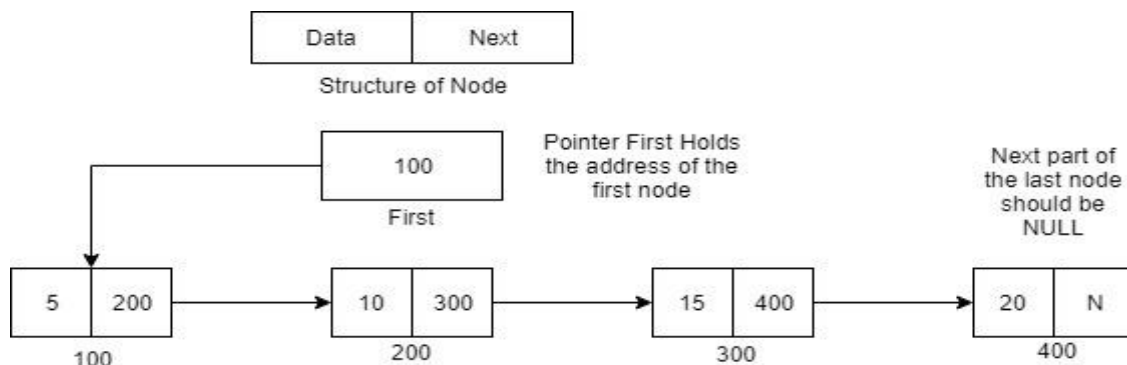 Data Next
Structure of Node
100
First
Pointer First Holds
the address of the
first node
Next part of
the last node
should be
NULL
5 200
100
10 300
200
15 400
300
20 N
400